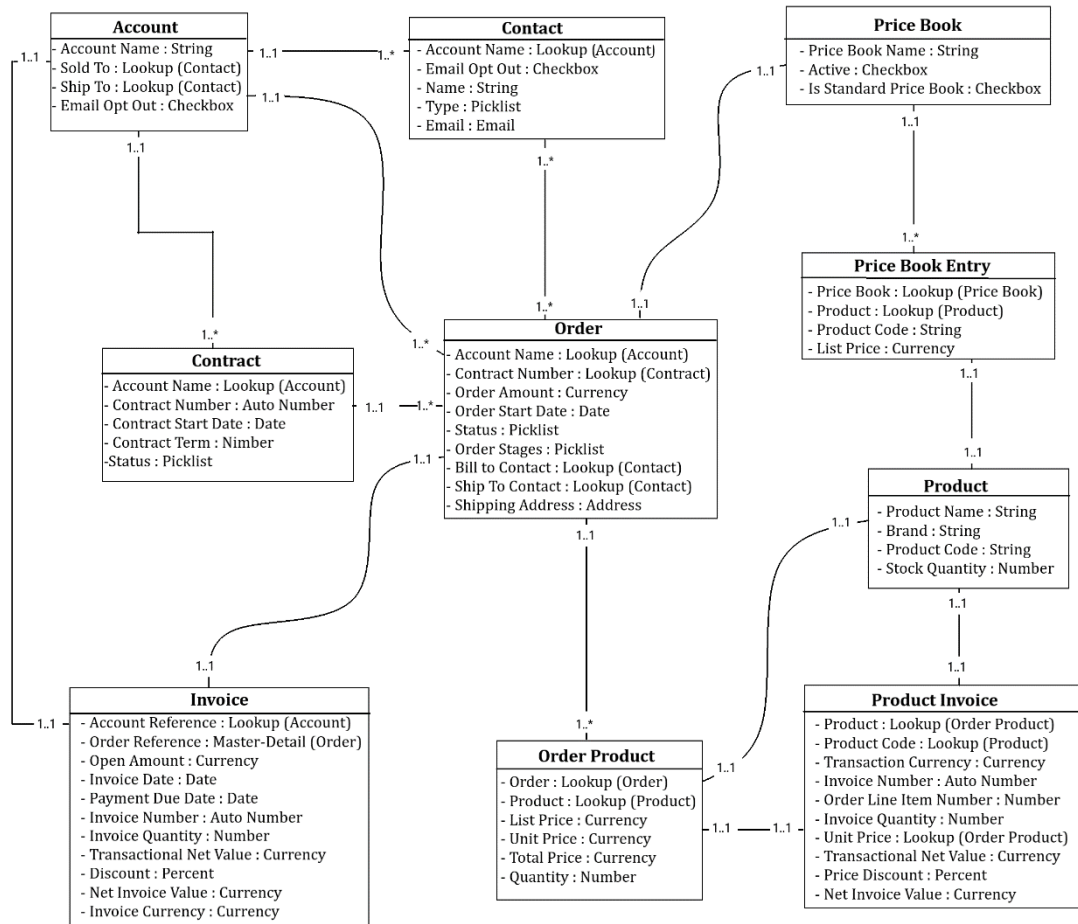 Account
- Account Name : String
- Sold To : Lookup (Contact)
- Ship To : Lookup (Contact)
- Email Opt Out : Checkbox
1..1
1..1
1..*
1..1
1..1
Contact
- Account Name : Lookup (Account)
- Email Opt Out : Checkbox
- Name : String
- Type : Picklist
- Email : Email
1..*
Price Book
- Price Book Name : String
- Active : Checkbox
- Is Standard Price Book : Checkbox
1..1
1..1
1..*
Price Book Entry
- Price Book : Lookup (Price Book)
- Product : Lookup (Product)
- Product Code : String
- List Price : Currency
1..1
1..*
Contract
- Account Name : Lookup (Account)
- Contract Number : Auto Number
- Contract Start Date : Date
- Contract Term : Nimber
-Status : Picklist
1..1
1..*
1..*
1..*
1..1
Order
- Account Name : Lookup (Account)
- Contract Number : Lookup (Contract)
- Order Amount : Currency
- Order Start Date : Date
- Status : Picklist
- Order Stages : Picklist
- Bill to Contact : Lookup (Contact)
- Ship To Contact : Lookup (Contact)
- Shipping Address : Address
1..1
1..1
1..1
Product
- Product Name : String
- Brand : String
- Product Code : String
- Stock Quantity : Number
1..1
1..1
1..1
1..1
Invoice
- Account Reference : Lookup (Account)
- Order Reference : Master-Detail (Order)
- Open Amount : Currency
- Invoice Date : Date
- Payment Due Date : Date
- Invoice Number : Auto Number
- Invoice Quantity : Number
- Transactional Net Value : Currency
- Discount : Percent
- Net Invoice Value : Currency
- Invoice Currency : Currency
1..1
1..*
Order Product
- Order : Lookup (Order)
- Product : Lookup (Product)
- List Price : Currency
- Unit Price : Currency
- Total Price : Currency
- Quantity : Number
1..1
1..1
1..1
Product Invoice
- Product : Lookup (Order Product)
- Product Code : Lookup (Product)
- Transaction Currency : Currency
- Invoice Number : Auto Number
- Order Line Item Number : Number
- Invoice Quantity : Number
- Unit Price : Lookup (Order Product)
- Transactional Net Value : Currency
- Price Discount : Percent
- Net Invoice Value : Currency